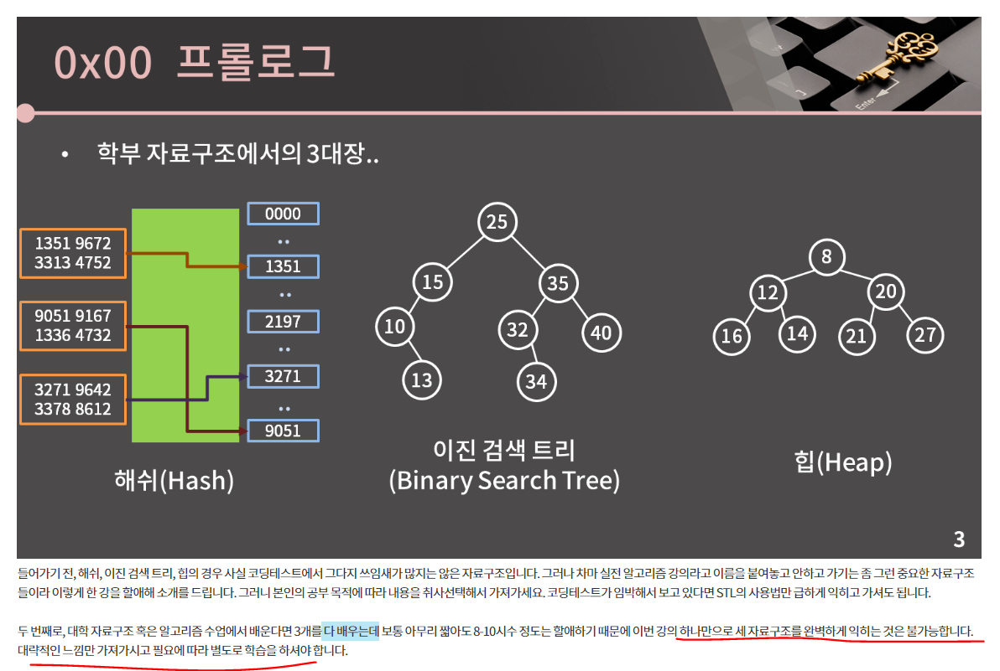 0x00 프롤로그
Enter
• 학부 자료구조에서의 3대장..
1351 9672
3313 4752
9051 9167
1336 4732
3271 9642
3378 8612
0000
..
1351
..
2197
..
3271
..
9051
해쉬(Hash)
25
15
35
10
32
40
13
34
이진 검색 트리
(Binary Search Tree)
8
12
20
16
14
21
27
힙(Heap)
3
들어가기 전, 해쉬, 이진 검색 트리, 힙의 경우 사실 코딩테스트에서 그다지 쓰임새가 많지는 않은 자료구조입니다. 그러나 차마 실전 알고리즘 강의라고 이름을 붙여놓고 안하고 가기는 좀 그런 중요한 자료구조
들이라 이렇게 한 강을 할애해 소개를 드립니다. 그러니 본인의 공부 목적에 따라 내용을 취사선택해서 가져가세요. 코딩테스트가 임박해서 보고 있다면 STL의 사용법만 급하게 익히고 가셔도 됩니다.
두 번째로, 대학 자료구조 혹은 알고리즘 수업에서 배운다면 3개를 다 배우는데 보통 아무리 짧아도 8-10시수 정도는 할애하기 때문에 이번 강의 하나만으로 세 자료구조를 완벽하게 익히는 것은 불가능합니다.
대략적인 느낌만 가져가시고 필요에 따라 별도로 학습을 하셔야 합니다.